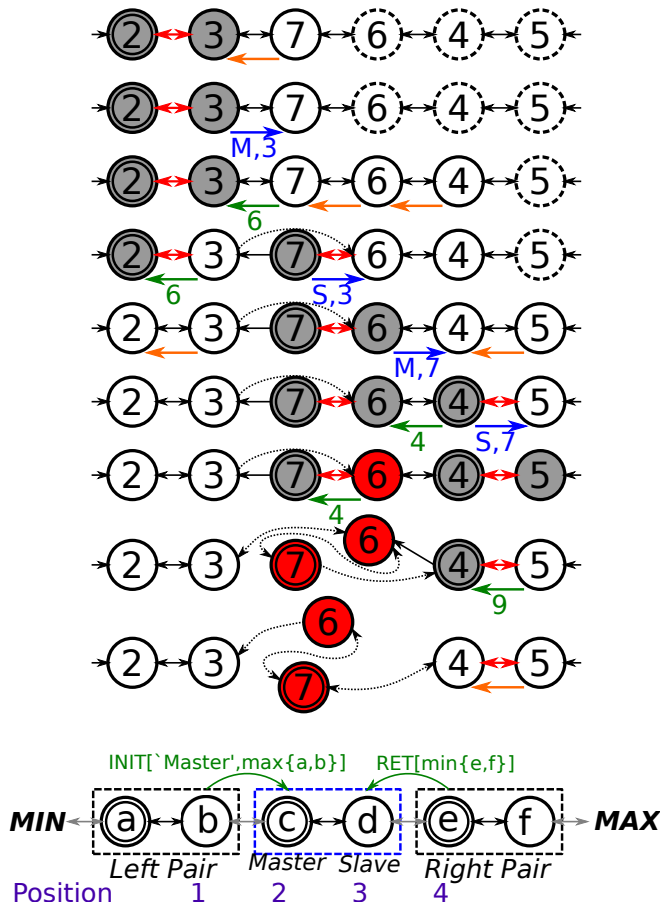 2 3 7 6 4 5
2 3 7 6 4 5
M,3
2 3 7 6 4 5
6
2 3 7 6 4 5
6 S,3
2 3 7 6 4 5
M,7
2 3 7 6 4 5
4 S,7
2 3 7 6 4 5
4
2 3 7 6 4 5
9
6
2 3 7 4 5
INIT[`Master',max{a,b}] RET[min{e,f}]
MIN a b c d e f MAX
Left Pair Master Slave Right Pair
Position 1 2 3 4